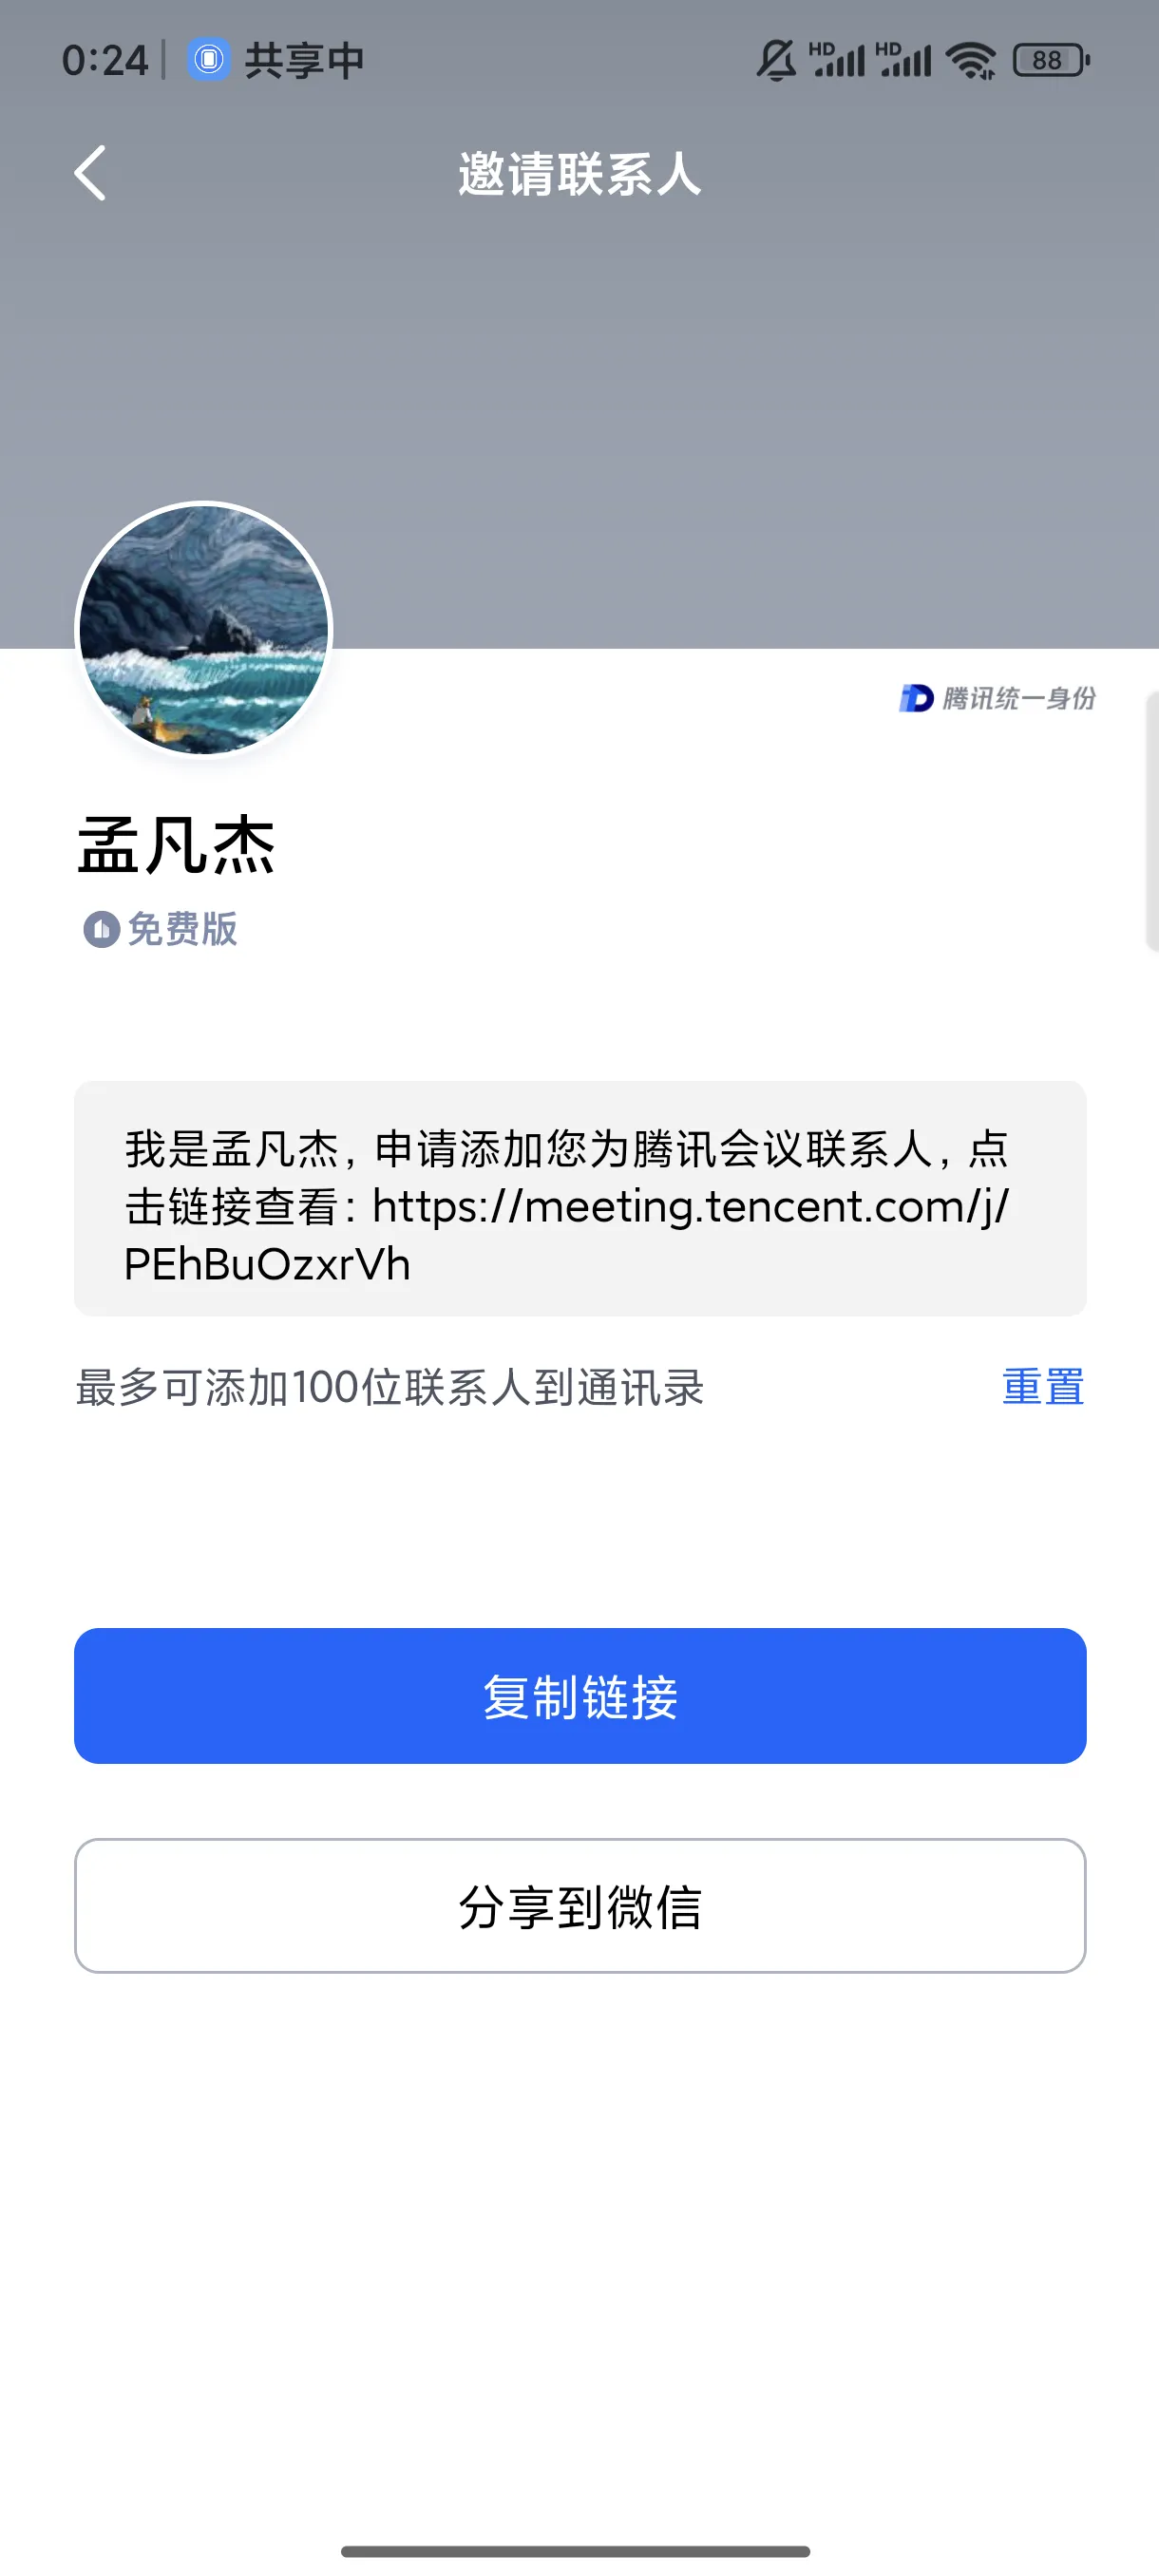 0:24 共享中 HD HD 88
邀请联系人
腾讯统一身份
孟凡杰
免费版
我是孟凡杰，申请添加您为腾讯会议联系人，点
击链接查看：https://meeting.tencent.com/j/
PEhBuOzxrVh
最多可添加100位联系人到通讯录 重置
复制链接
分享到微信